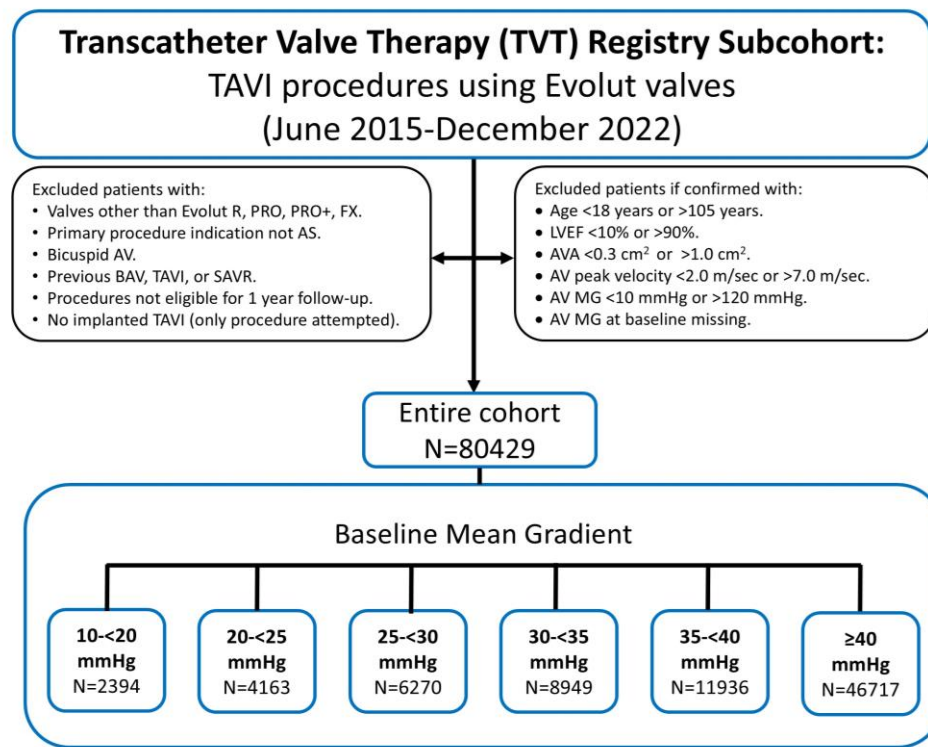 Transcatheter Valve Therapy (TVT) Registry Subcohort:
TAVI procedures using Evolut valves
(June 2015-December 2022)
Excluded patients with:
• Valves other than Evolut R, PRO, PRO+, FX.
• Primary procedure indication not AS.
• Bicuspid AV.
• Previous BAV, TAVI, or SAVR.
• Procedures not eligible for 1 year follow-up.
• No implanted TAVI (only procedure attempted).
Excluded patients if confirmed with:
• Age <18 years or >105 years.
• LVEF <10% or >90%.
• AVA <0.3 cm² or >1.0 cm².
• AV peak velocity <2.0 m/sec or >7.0 m/sec.
• AV MG <10 mmHg or >120 mmHg.
• AV MG at baseline missing.
Entire cohort
N=80429
Baseline Mean Gradient
10-<20
mmHg
N=2394
20-<25
mmHg
N=4163
25-<30
mmHg
N=6270
30-<35
mmHg
N=8949
35-<40
mmHg
N=11936
≥40
mmHg
N=46717